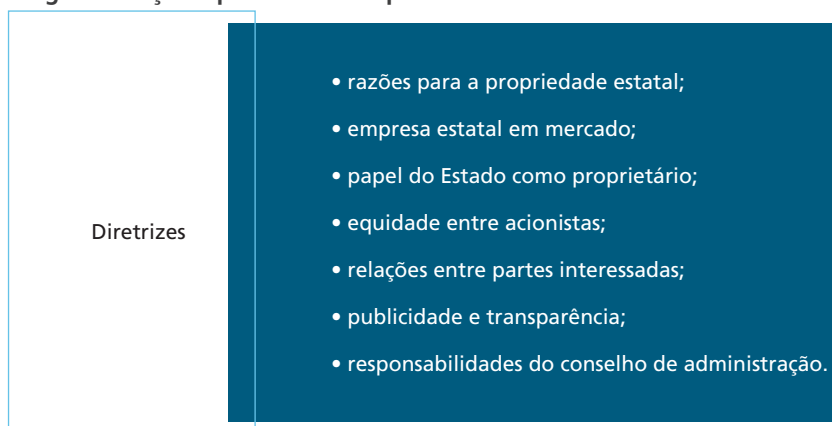 Diretrizes
• razões para a propriedade estatal;
• empresa estatal em mercado;
• papel do Estado como proprietário;
• equidade entre acionistas;
• relações entre partes interessadas;
• publicidade e transparência;
• responsabilidades do conselho de administração.